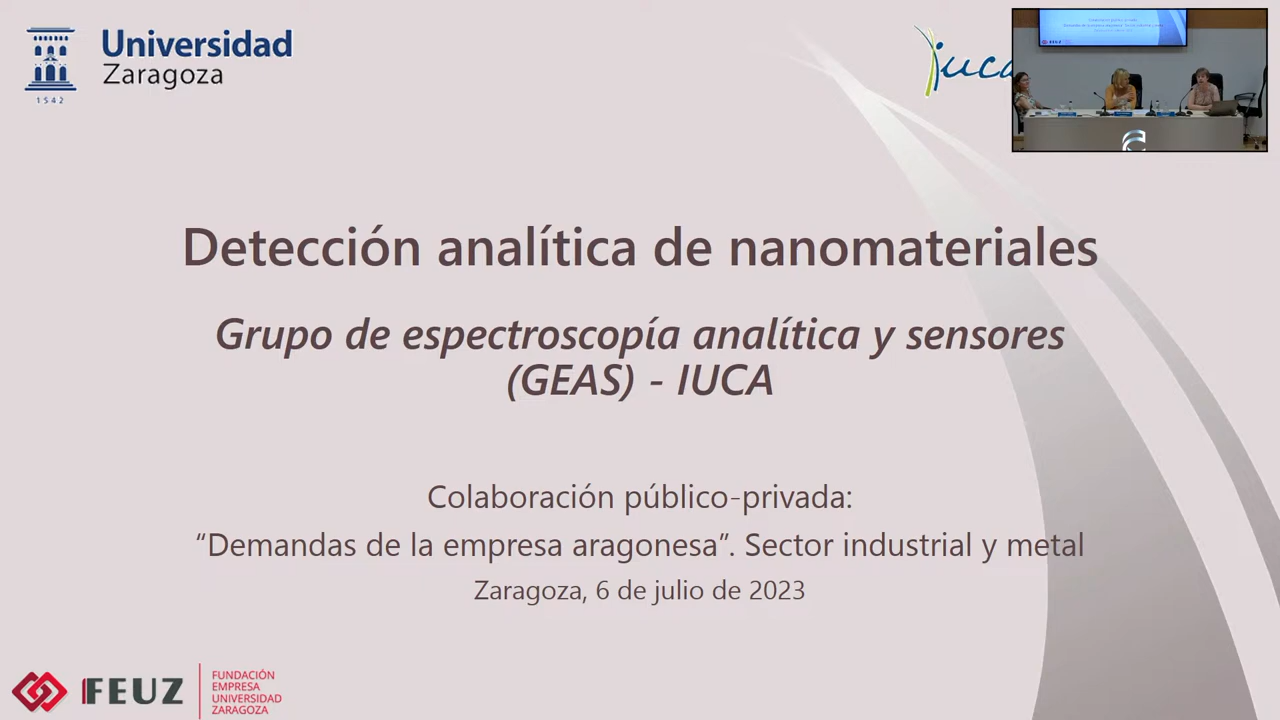 Universidad
Zaragoza
1542
iuca
Detección analítica de nanomateriales
Grupo de espectroscopía analítica y sensores
(GEAS) - IUCA
Colaboración público-privada:
“Demandas de la empresa aragonesa”. Sector industrial y metal
Zaragoza, 6 de julio de 2023
FEUZ
FUNDACIÓN
EMPRESA
UNIVERSIDAD
ZARAGOZA